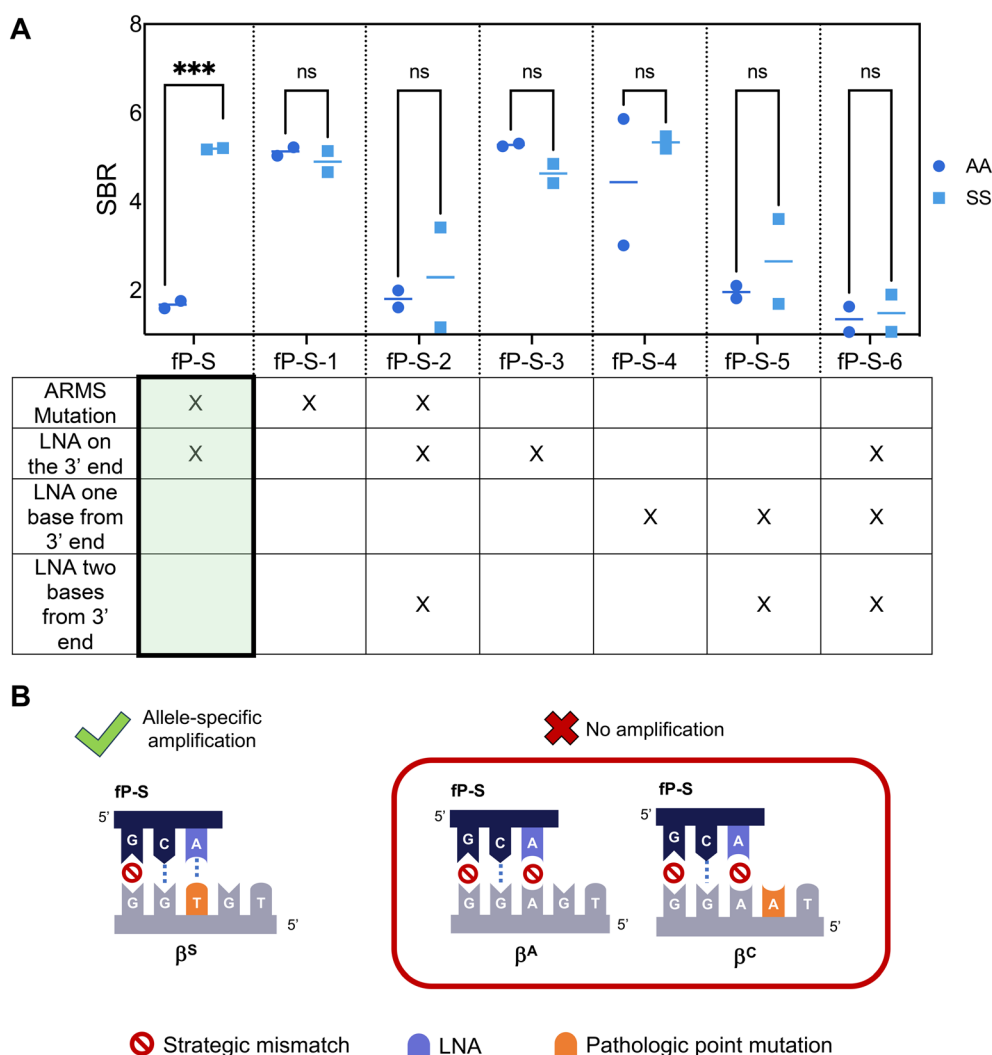 A
8
6
4
2
SBR
*** ns ns ns ns ns ns
AA
SS
fP-S fP-S-1 fP-S-2 fP-S-3 fP-S-4 fP-S-5 fP-S-6
ARMS
Mutation
X X X
LNA on
the 3’ end
X X X X
LNA one
base from
3’ end
X X X
LNA two
bases
from 3’
end
X X X
B
Allele-specific
amplification
No amplification
fP-S
5’
G C A
G G T G T
5’
βS
fP-S
5’
G C A
G G A G T
5’
βA
fP-S
5’
G C A
G G A A T
5’
βC
Strategic mismatch
LNA
Pathologic point mutation